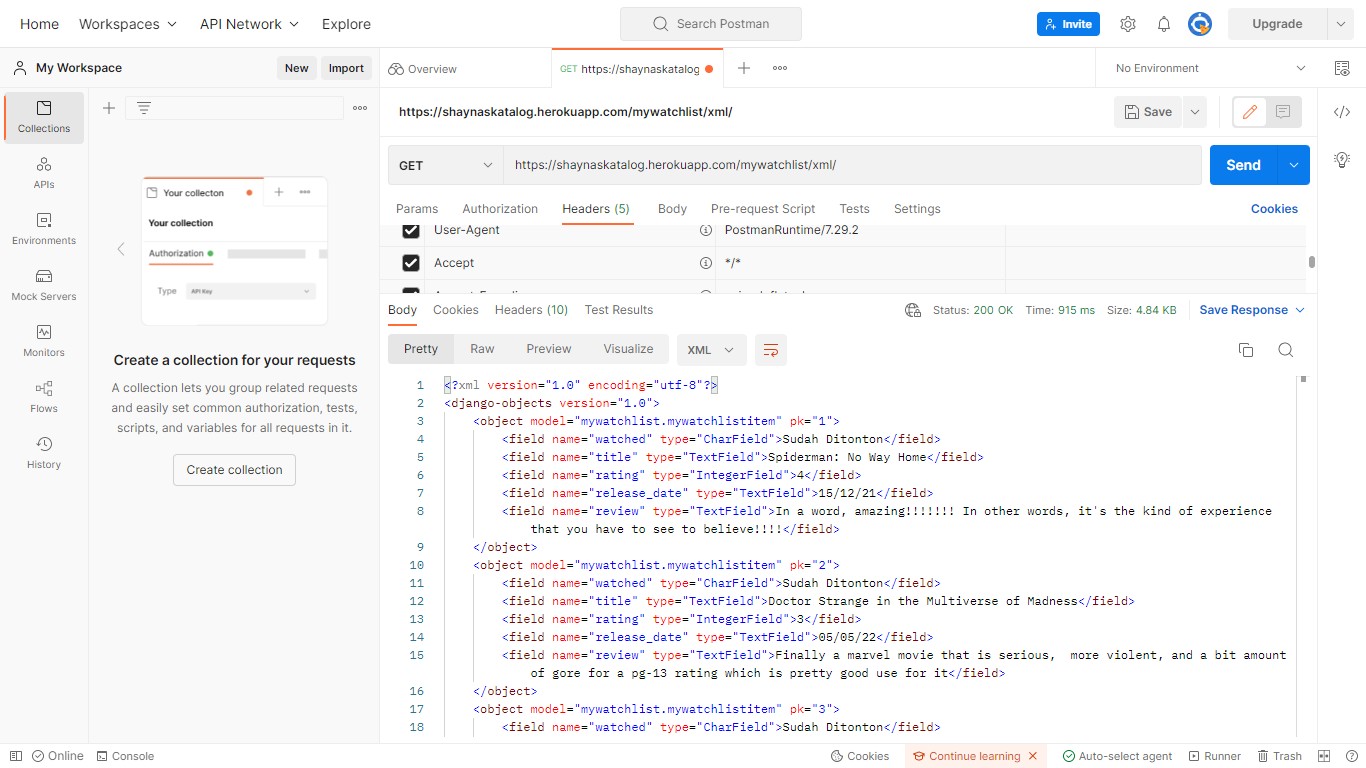 Home Workspaces API Network Explore Search Postman Invite Upgrade
My Workspace New Import Overview GET https://shaynaskatalog No Environment
Collections
APIs
Environments
Mock Servers
Monitors
Flows
History
Your collecton
Your collection
Authorization
Type API Key
Create a collection for your requests
A collection lets you group related requests
and easily set common authorization, tests,
scripts, and variables for all requests in it.
Create collection
https://shaynaskatalog.herokuapp.com/mywatchlist/xml/ Save
GET https://shaynaskatalog.herokuapp.com/mywatchlist/xml/ Send
Params Authorization Headers (5) Body Pre-request Script Tests Settings Cookies
User-Agent PostmanRuntime/7.29.2
Accept */*
Body Cookies Headers (10) Test Results Status: 200 OK Time: 915 ms Size: 4.84 KB Save Response
Pretty Raw Preview Visualize XML
1 <?xml version="1.0" encoding="utf-8"?>
2 <django-objects version="1.0">
3 <object model="mywatchlist.mywatchlistitem" pk="1">
4 <field name="watched" type="CharField">Sudah Ditonton</field>
5 <field name="title" type="TextField">Spiderman: No Way Home</field>
6 <field name="rating" type="IntegerField">4</field>
7 <field name="release_date" type="TextField">15/12/21</field>
8 <field name="review" type="TextField">In a word, amazing!!!!!!! In other words, it's the kind of experience
that you have to see to believe!!!!</field>
9 </object>
10 <object model="mywatchlist.mywatchlistitem" pk="2">
11 <field name="watched" type="CharField">Sudah Ditonton</field>
12 <field name="title" type="TextField">Doctor Strange in the Multiverse of Madness</field>
13 <field name="rating" type="IntegerField">3</field>
14 <field name="release_date" type="TextField">05/05/22</field>
15 <field name="review" type="TextField">Finally a marvel movie that is serious,  more violent, and a bit amount
of gore for a pg-13 rating which is pretty good use for it</field>
16 </object>
17 <object model="mywatchlist.mywatchlistitem" pk="3">
18 <field name="watched" type="CharField">Sudah Ditonton</field>
Online Console Cookies Continue learning Auto-select agent Runner Trash